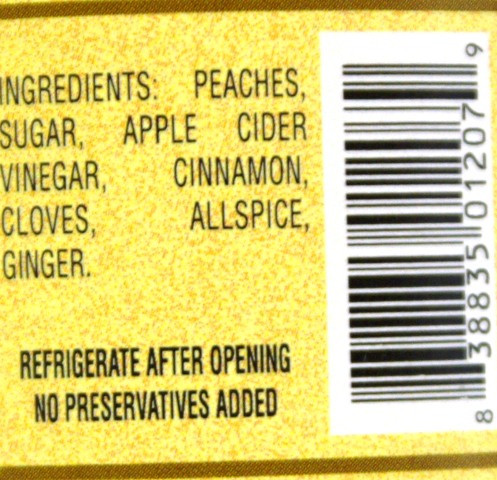 INGREDIENTS: PEACHES,
SUGAR, APPLE CIDER
VINEGAR, CINNAMON,
CLOVES, ALLSPICE,
GINGER.
REFRIGERATE AFTER OPENING
NO PRESERVATIVES ADDED
8 38835 01207 9